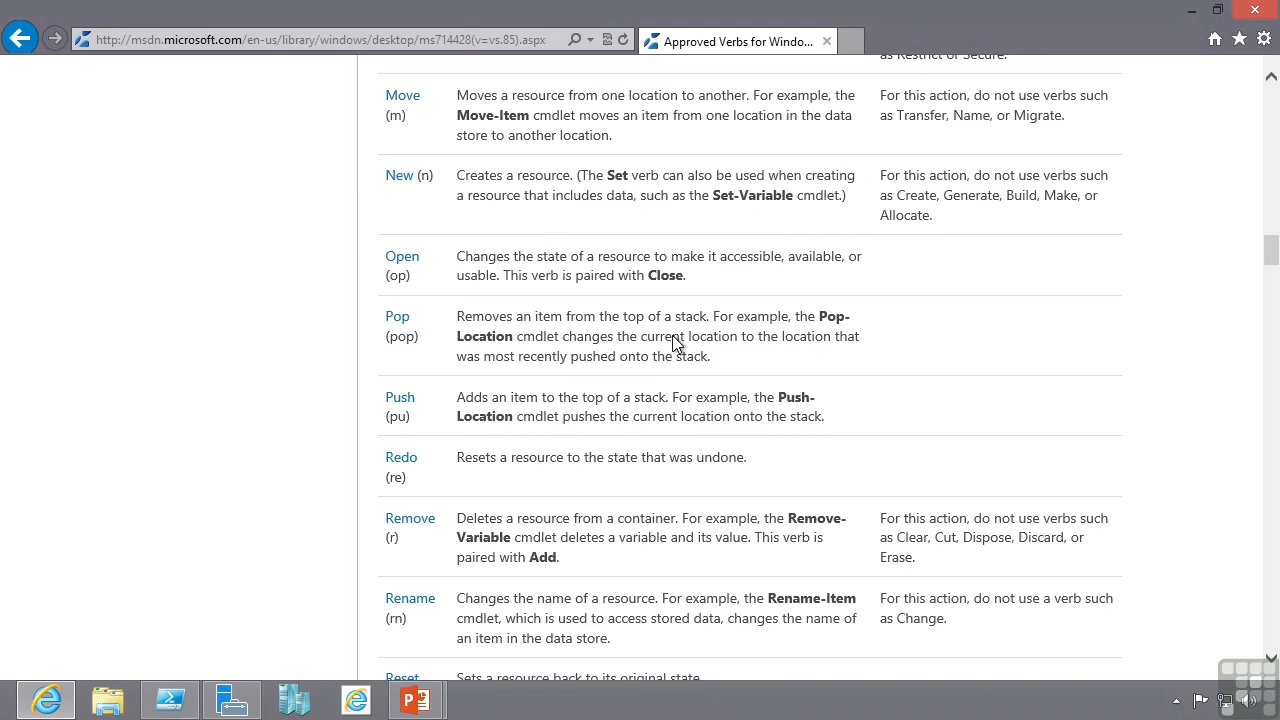 http://msdn.microsoft.com/en-us/library/windows/desktop/ms714428(v=vs.85).aspx
Approved Verbs for Windo...
as Restrict or Secure.
Move
(m)
Moves a resource from one location to another. For example, the
Move-Item cmdlet moves an item from one location in the data
store to another location.
For this action, do not use verbs such
as Transfer, Name, or Migrate.
New (n)
Creates a resource. (The Set verb can also be used when creating
a resource that includes data, such as the Set-Variable cmdlet.)
For this action, do not use verbs such
as Create, Generate, Build, Make, or
Allocate.
Open
(op)
Changes the state of a resource to make it accessible, available, or
usable. This verb is paired with Close.
Pop
(pop)
Removes an item from the top of a stack. For example, the Pop-
Location cmdlet changes the current location to the location that
was most recently pushed onto the stack.
Push
(pu)
Adds an item to the top of a stack. For example, the Push-
Location cmdlet pushes the current location onto the stack.
Redo
(re)
Resets a resource to the state that was undone.
Remove
(r)
Deletes a resource from a container. For example, the Remove-
Variable cmdlet deletes a variable and its value. This verb is
paired with Add.
For this action, do not use verbs such
as Clear, Cut, Dispose, Discard, or
Erase.
Rename
(rn)
Changes the name of a resource. For example, the Rename-Item
cmdlet, which is used to access stored data, changes the name of
an item in the data store.
For this action, do not use a verb such
as Change.
Reset
Sets a resource back to its original state.